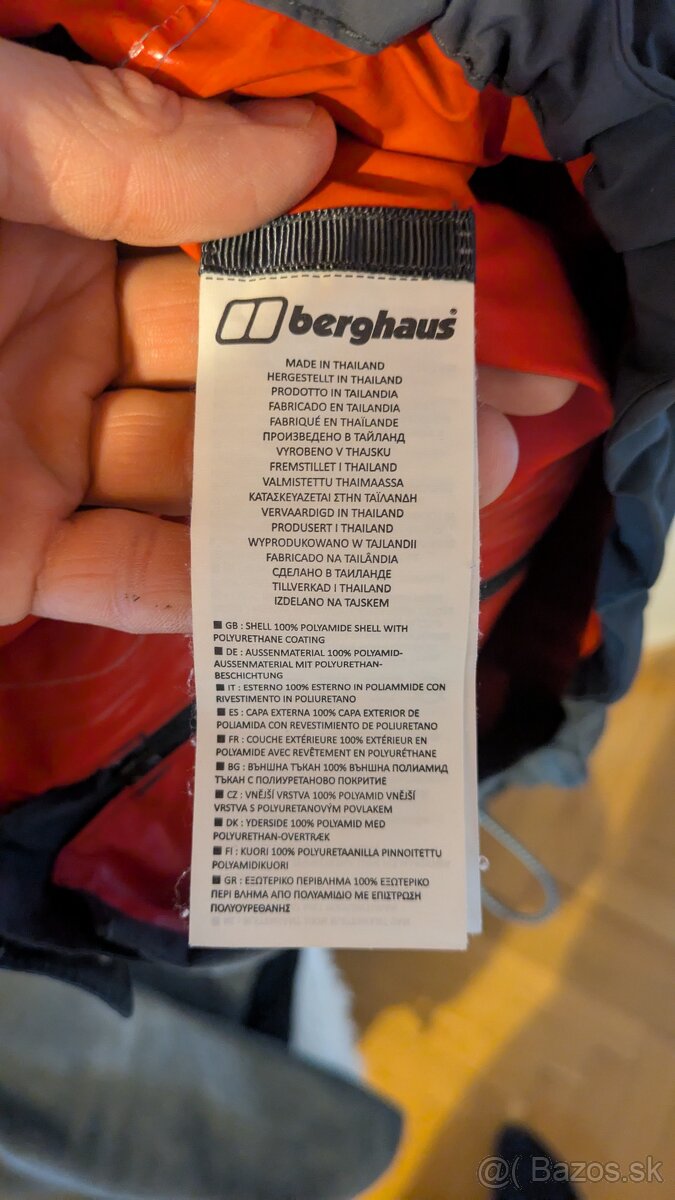 berghaus
MADE IN THAILAND
HERGESTELLT IN THAILAND
PRODOTTO IN TAILANDIA
FABRICADO EN TAILANDIA
FABRIQUÉ EN THAÏLANDE
ПРОИЗВЕДЕНО В ТАЙЛАНД
VYROBENO V THAJSKU
FREMSTILLET I THAILAND
VALMISTETTU THAIMAASSA
ΚΑΤΑΣΚΕΥΑΖΕΤΑΙ ΣΤΗΝ ΤΑΪΛΑΝΔΗ
VERVAARDIGD IN THAILAND
PRODUSERT I THAILAND
WYPRODUKOWANO W TAJLANDII
FABRICADO NA TAILÂNDIA
СДЕЛАНО В ТАИЛАНДЕ
TILLVERKAD I THAILAND
IZDELANO NA TAJSKEM
■ GB : SHELL 100% POLYAMIDE SHELL WITH
POLYURETHANE COATING
■ DE : AUSSENMATERIAL 100% POLYAMID-
AUSSENMATERIAL MIT POLYURETHAN-
BESCHICHTUNG
■ IT : ESTERNO 100% ESTERNO IN POLIAMMIDE CON
RIVESTIMENTO IN POLIURETANO
■ ES : CAPA EXTERNA 100% CAPA EXTERIOR DE
POLIAMIDA CON REVESTIMIENTO DE POLIURETANO
■ FR : COUCHE EXTÉRIEURE 100% EXTÉRIEUR EN
POLYAMIDE AVEC REVÊTEMENT EN POLYURÉTHANE
■ BG : ВЪНШНА ТЪКАН 100% ВЪНШНА ПОЛИАМИД
ТЪКАН С ПОЛИУРЕТАНОВО ПОКРИТИЕ
■ CZ : VNĚJŠÍ VRSTVA 100% POLYAMID VNĚJŠÍ
VRSTVA S POLYURETANOVÝM POVLAKEM
■ DK : YDERSIDE 100% POLYAMID MED
POLYURETHAN-OVERTRÆK
■ FI : KUORI 100% POLYURETAANILLA PINNOITETTU
POLYAMIDIKUORI
■ GR : ΕΞΩΤΕΡΙΚΟ ΠΕΡΙΒΛΗΜΑ 100% ΕΞΩΤΕΡΙΚΟ
ΠΕΡΙ ΒΛΗΜΑ ΑΠΟ ΠΟΛΥΑΜΙΔΙΟ ΜΕ ΕΠΙΣΤΡΩΣΗ
ΠΟΛΥΟΥΡΕΘΑΝΗΣ
@( Bazos.sk